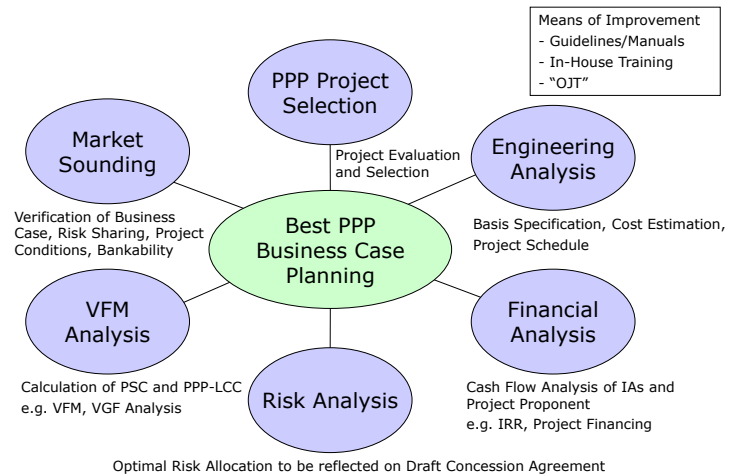 Means of Improvement
- Guidelines/Manuals
- In-House Training
- “OJT”
PPP Project
Selection
Project Evaluation
and Selection
Market
Sounding
Verification of Business
Case, Risk Sharing, Project
Conditions, Bankability
Engineering
Analysis
Basis Specification, Cost Estimation,
Project Schedule
Best PPP
Business Case
Planning
VFM
Analysis
Calculation of PSC and PPP-LCC
e.g. VFM, VGF Analysis
Financial
Analysis
Cash Flow Analysis of IAs and
Project Proponent
e.g. IRR, Project Financing
Risk Analysis
Optimal Risk Allocation to be reflected on Draft Concession Agreement